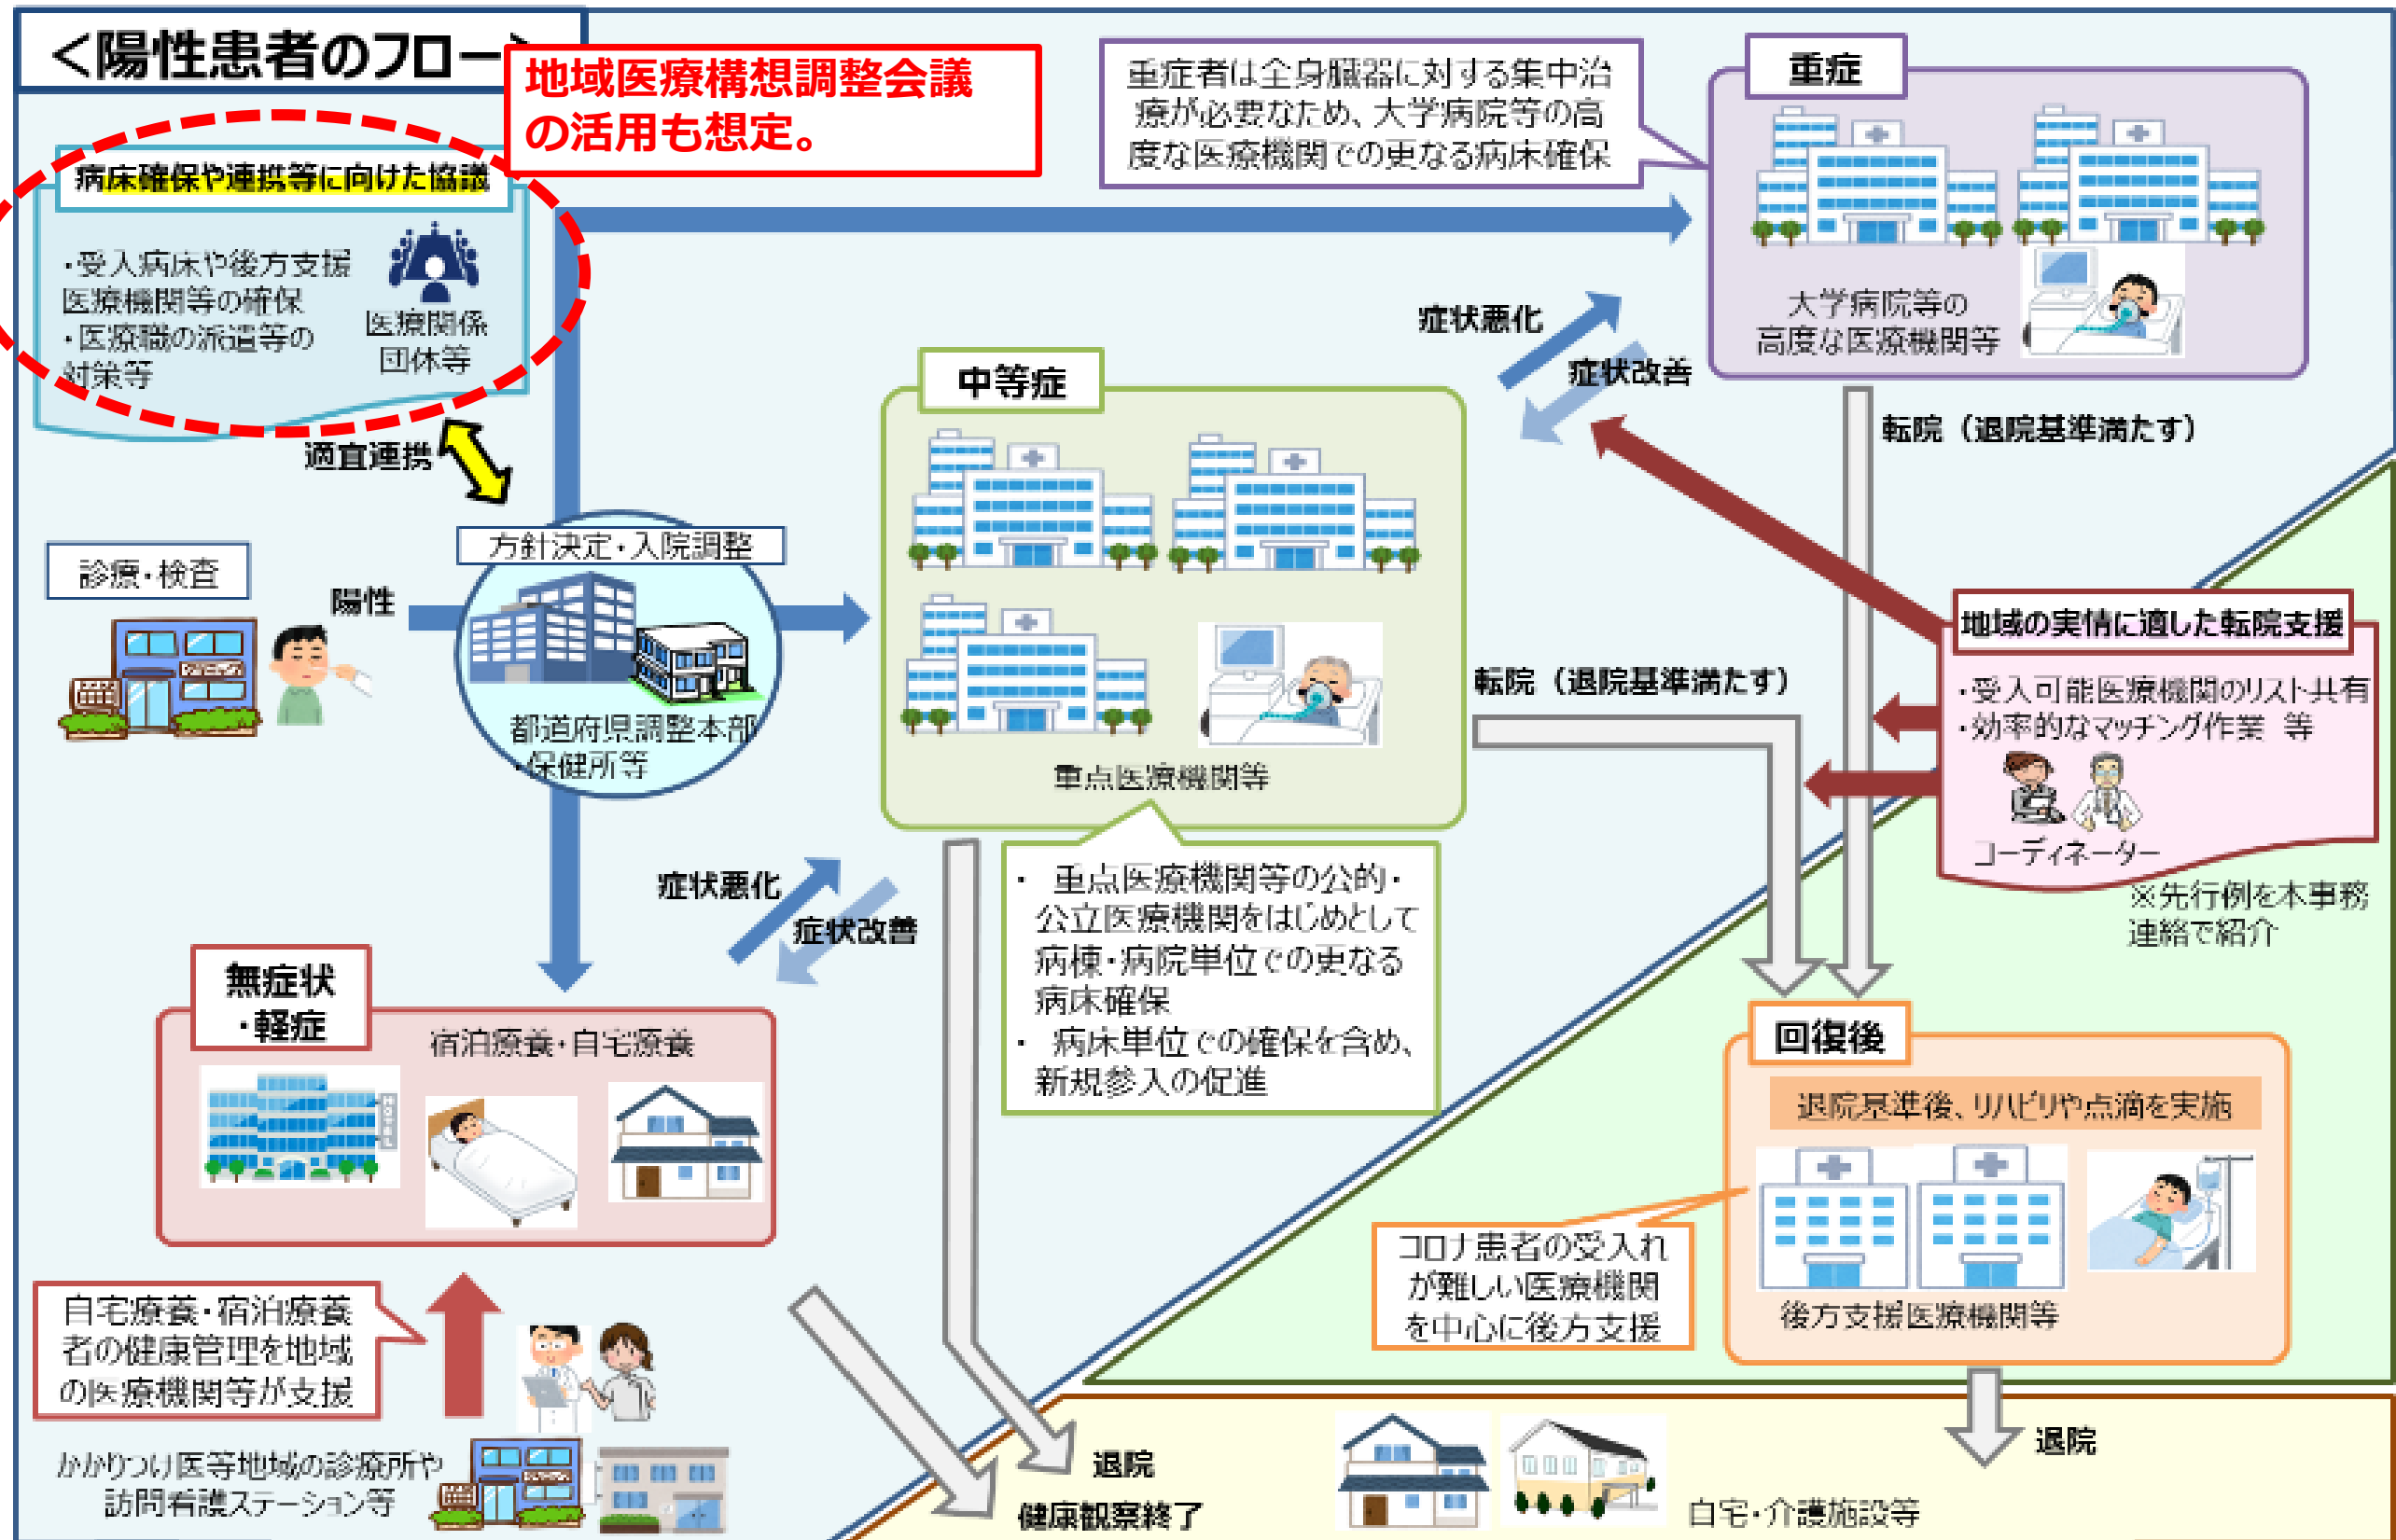 <陽性患者のフロー>
地域医療構想調整会議
の活用も想定。
病床確保や連携等に向けた協議
・受入病床や後方支援
医療機関等の確保
・医療職の派遣等の
対策等
医療関係
団体等
適宜連携
重症者は全身臓器に対する集中治
療が必要なため、大学病院等の高
度な医療機関での更なる病床確保
重症
大学病院等の
高度な医療機関等
症状悪化
症状改善
転院（退院基準満たす）
中等症
重点医療機関等
診療・検査
陽性
方針決定・入院調整
都道府県調整本部
・保健所等
転院（退院基準満たす）
地域の実情に適した転院支援
・受入可能医療機関のリスト共有
・効率的なマッチング作業 等
コーディネーター
※先行例を本事務
連絡で紹介
・ 重点医療機関等の公的・
公立医療機関をはじめとして
病棟・病院単位での更なる
病床確保
・ 病床単位での確保を含め、
新規参入の促進
症状悪化
症状改善
無症状
・軽症
宿泊療養・自宅療養
HOTEL
回復後
退院基準後、リハビリや点滴を実施
後方支援医療機関等
コロナ患者の受入れ
が難しい医療機関
を中心に後方支援
自宅療養・宿泊療養
者の健康管理を地域
の医療機関等が支援
かかりつけ医等地域の診療所や
訪問看護ステーション等
退院
健康観察終了
退院
自宅・介護施設等